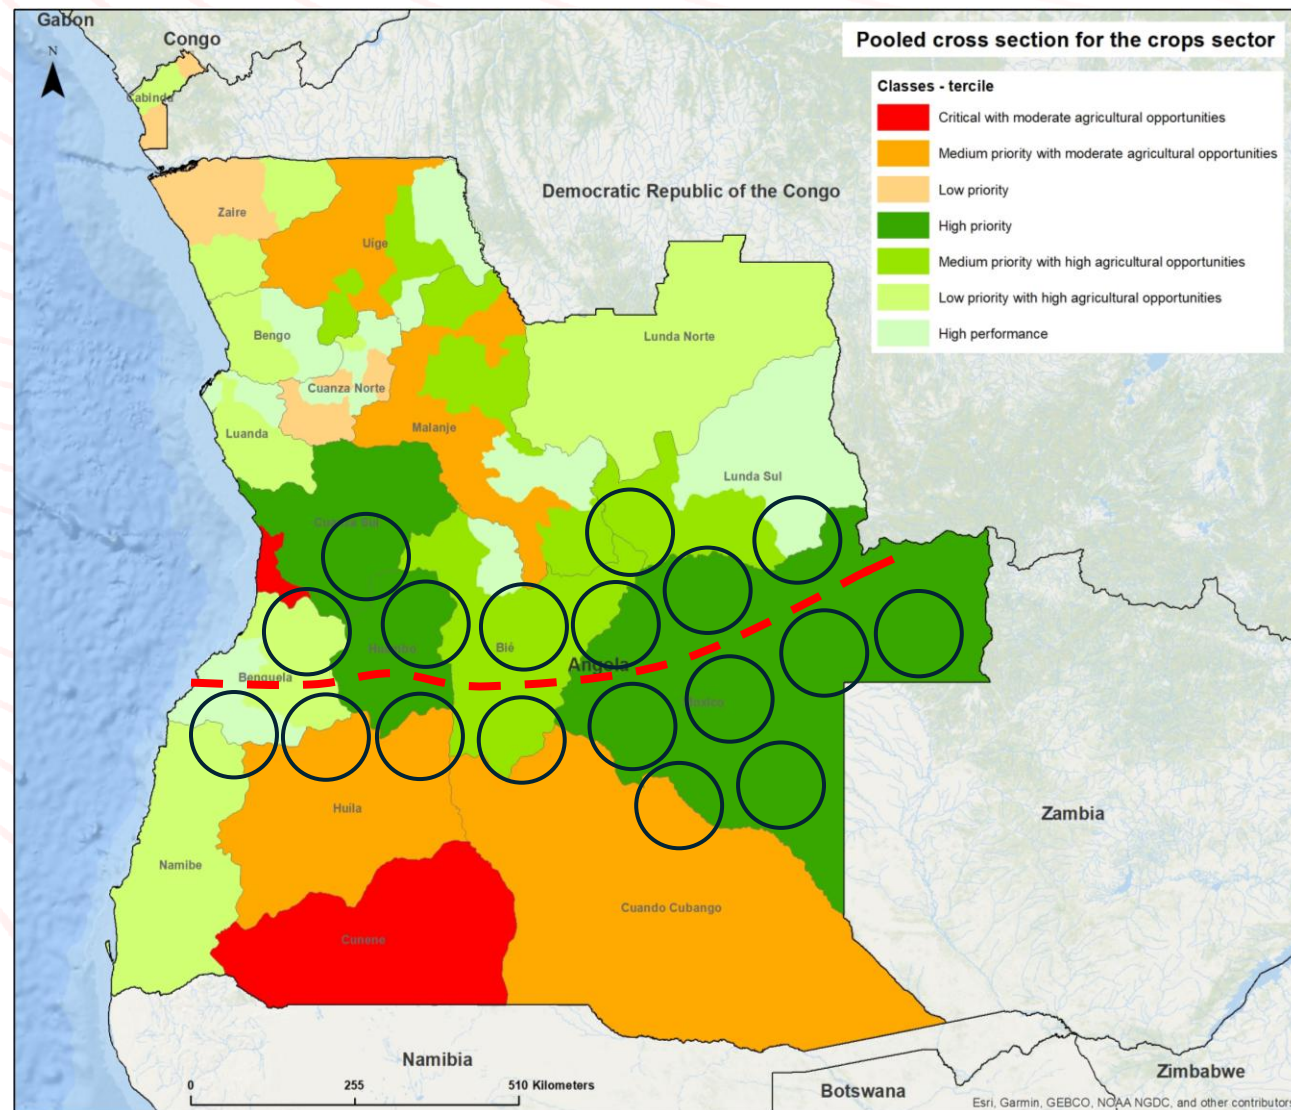 Gabon
Congo
N
Pooled cross section for the crops sector
Classes - tercile
Critical with moderate agricultural opportunities
Medium priority with moderate agricultural opportunities
Low priority
High priority
Medium priority with high agricultural opportunities
Low priority with high agricultural opportunities
High performance
Cabinda
Democratic Republic of the Congo
Zaire
Uige
Bengo
Lunda Norte
Cuanza Norte
Luanda
Malanje
Lunda Sul
Cuanza Sul
Huambo
Bié
Angola
Benguela
Moxico
Huila
Zambia
Namibe
Cuando Cubango
Cunene
Namibia
Zimbabwe
Botswana
0 255 510 Kilometers
Esri, Garmin, GEBCO, NOAA NGDC, and other contributors